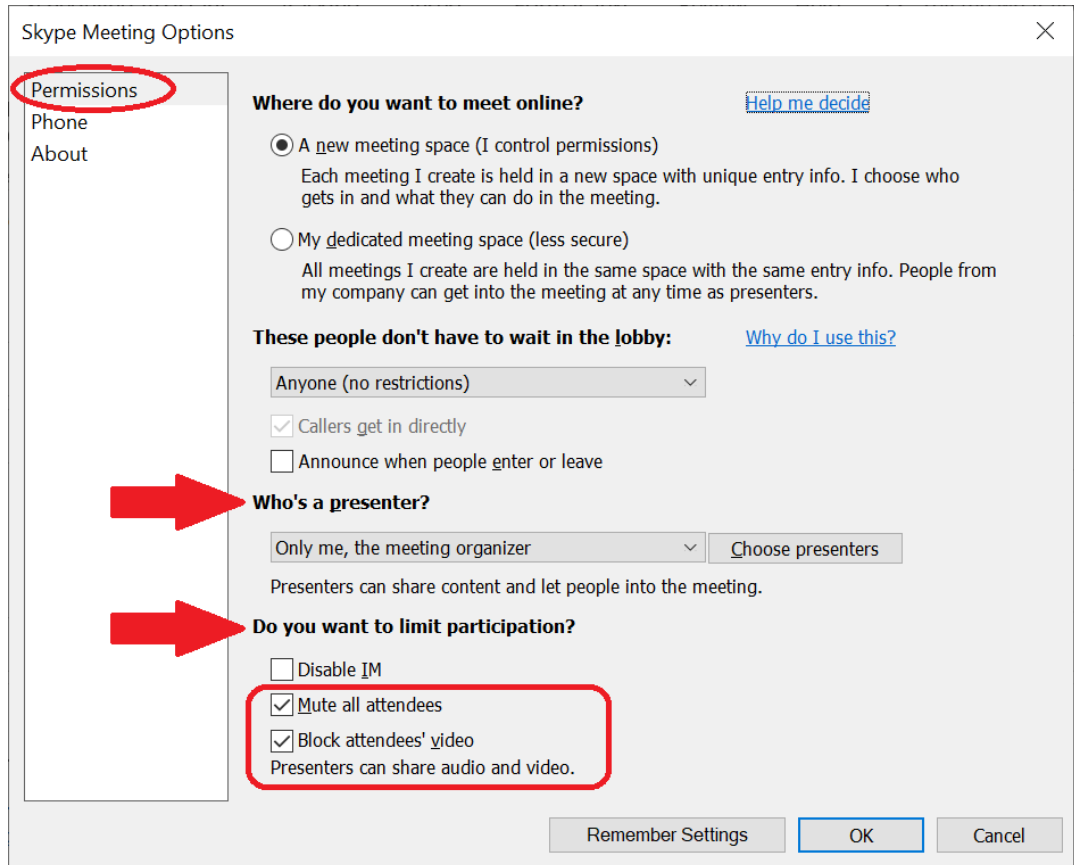 Skype Meeting Options
Permissions
Phone
About
Where do you want to meet online?
Help me decide
A new meeting space (I control permissions)
Each meeting I create is held in a new space with unique entry info. I choose who
gets in and what they can do in the meeting.
My dedicated meeting space (less secure)
All meetings I create are held in the same space with the same entry info. People from
my company can get into the meeting at any time as presenters.
These people don't have to wait in the lobby:
Why do I use this?
Anyone (no restrictions)
Callers get in directly
Announce when people enter or leave
Who's a presenter?
Only me, the meeting organizer
Choose presenters
Presenters can share content and let people into the meeting.
Do you want to limit participation?
Disable IM
Mute all attendees
Block attendees' video
Presenters can share audio and video.
Remember Settings
OK
Cancel